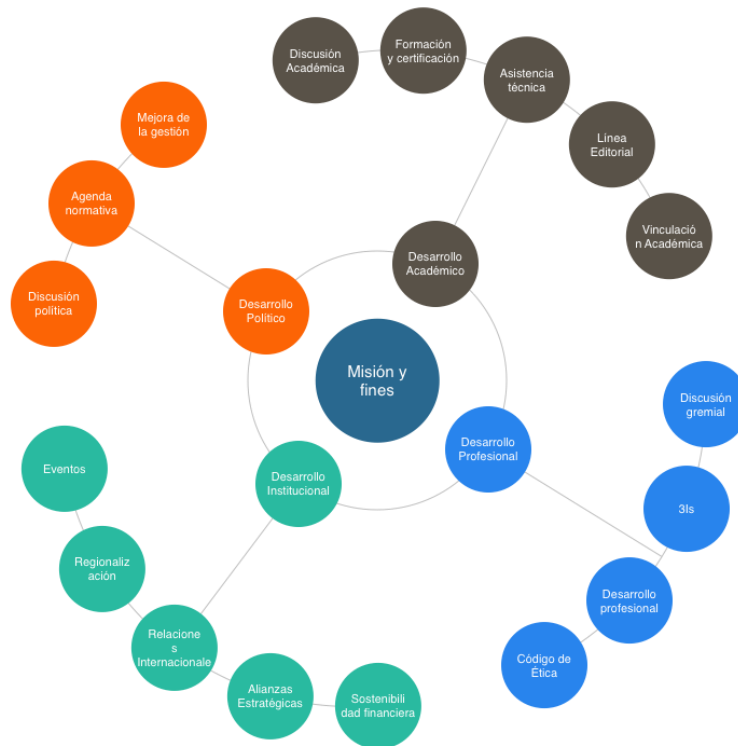 Discusión
Académica
Formación
y certificación
Asistencia
técnica
Linea
Editorial
Vinculació
n Académica
Desarrollo
Académico
Mejora de
la gestión
Agenda
normativa
Discusión
política
Desarrollo
Político
Misión y
fines
Desarrollo
Profesional
Discusión
gremial
3Is
Desarrollo
profesional
Código de
Ética
Desarrollo
Institucional
Eventos
Regionaliz
ación
Relacione
s
Internacionale
Alianzas
Estratégicas
Sostenibili
dad financiera